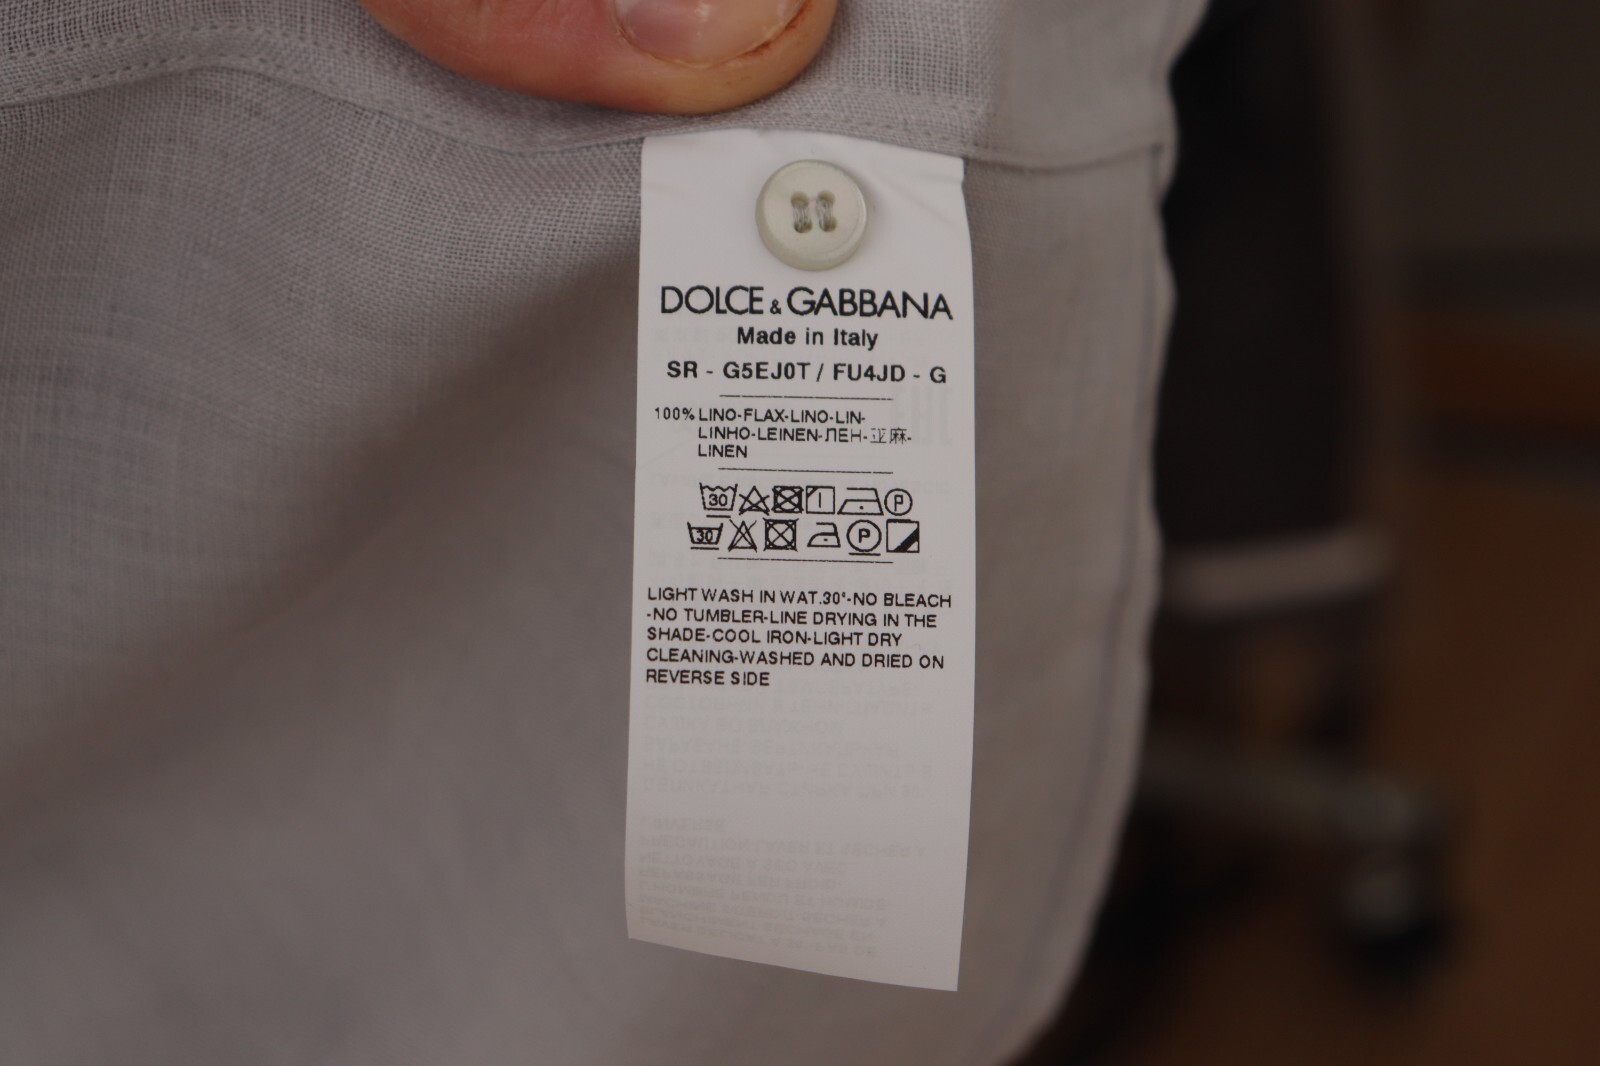 DOLCE & GABBANA
Made in Italy
SR - G5EJ0T / FU4JD - G
100% LINO-FLAX-LINO-LIN-
LINHO-LEINEN-ЛЕН-亚麻-
LINEN
30 P
30 P
LIGHT WASH IN WAT.30°-NO BLEACH
-NO TUMBLER-LINE DRYING IN THE
SHADE-COOL IRON-LIGHT DRY
CLEANING-WASHED AND DRIED ON
REVERSE SIDE